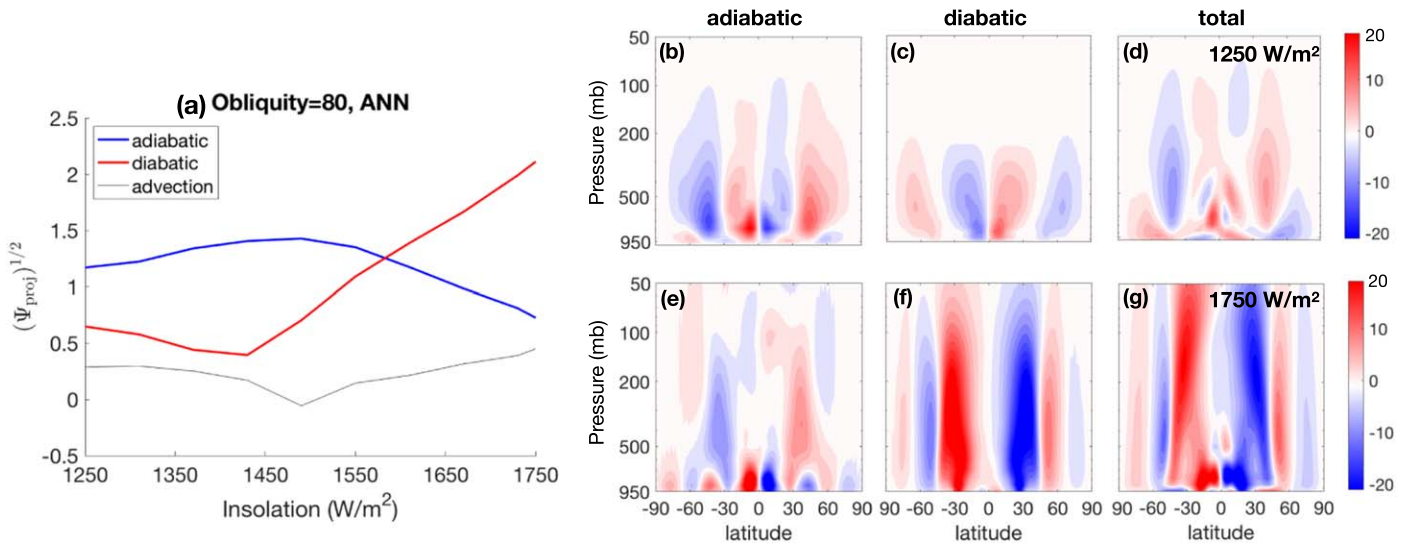 (a) Obliquity=80, ANN
2.5
2
1.5
1
0.5
0
-0.5
(Ψproj)1/2
adiabatic
diabatic
advection
1250 1350 1450 1550 1650 1750
Insolation (W/m2)
adiabatic diabatic total
50
100
200
500
950
Pressure (mb)
(b) (c) (d) 1250 W/m2
20
10
0
-10
-20
50
100
200
500
950
Pressure (mb)
(e) (f) (g) 1750 W/m2
20
10
0
-10
-20
-90 -60 -30 0 30 60 90
-90 -60 -30 0 30 60 90
-90 -60 -30 0 30 60 90
latitude latitude latitude